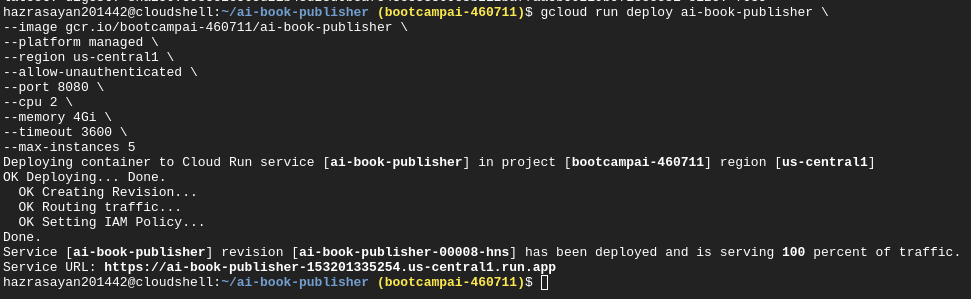 hazrasayan201442@cloudshell:~/ai-book-publisher (bootcampai-460711)$ gcloud run deploy ai-book-publisher \
--image gcr.io/bootcampai-460711/ai-book-publisher \
--platform managed \
--region us-central1 \
--allow-unauthenticated \
--port 8080 \
--cpu 2 \
--memory 4Gi \
--timeout 3600 \
--max-instances 5
Deploying container to Cloud Run service [ai-book-publisher] in project [bootcampai-460711] region [us-central1]
OK Deploying... Done.
  OK Creating Revision...
  OK Routing traffic...
  OK Setting IAM Policy...
Done.
Service [ai-book-publisher] revision [ai-book-publisher-00008-hns] has been deployed and is serving 100 percent of traffic.
Service URL: https://ai-book-publisher-153201335254.us-central1.run.app
hazrasayan201442@cloudshell:~/ai-book-publisher (bootcampai-460711)$